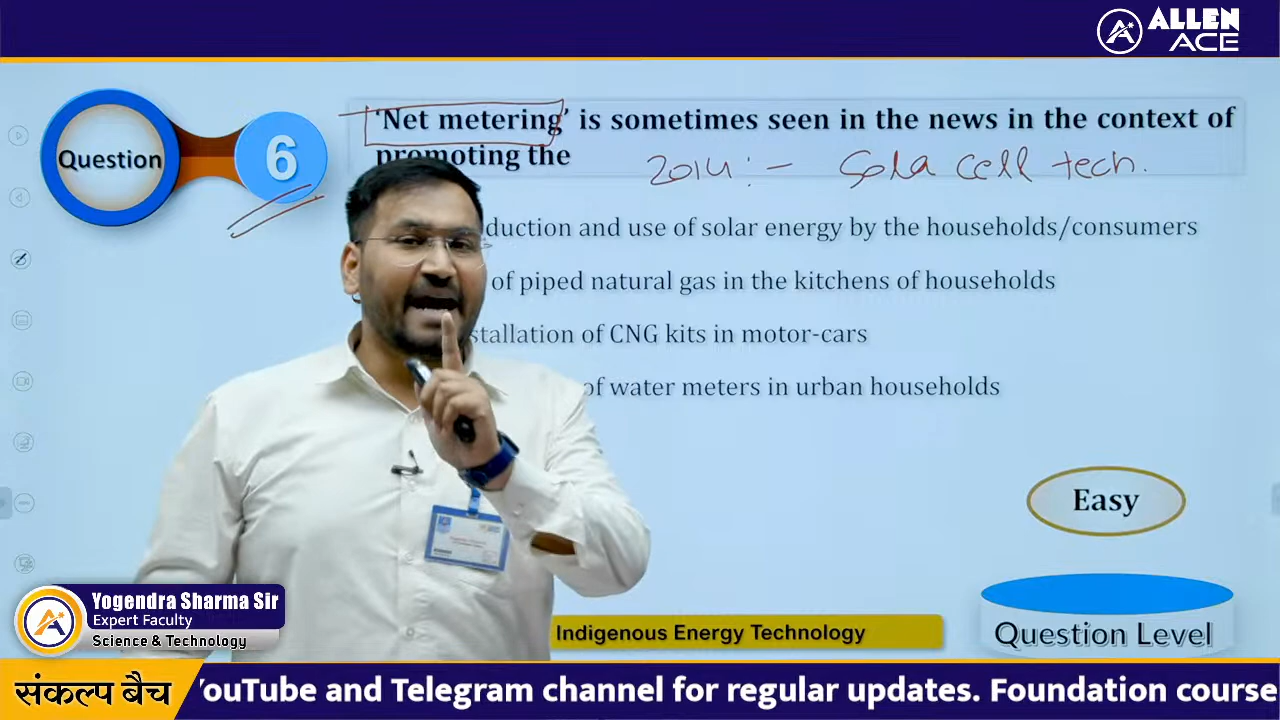 ALLEN
ACE
Question
6
'Net metering' is sometimes seen in the news in the context of
promoting the
2014:- Sola cell tech.
duction and use of solar energy by the households/consumers
of piped natural gas in the kitchens of households
stallation of CNG kits in motor-cars
of water meters in urban households
Easy
Question Level
Indigenous Energy Technology
Yogendra Sharma Sir
Expert Faculty
Science & Technology
संकल्प बैच
YouTube and Telegram channel for regular updates. Foundation course